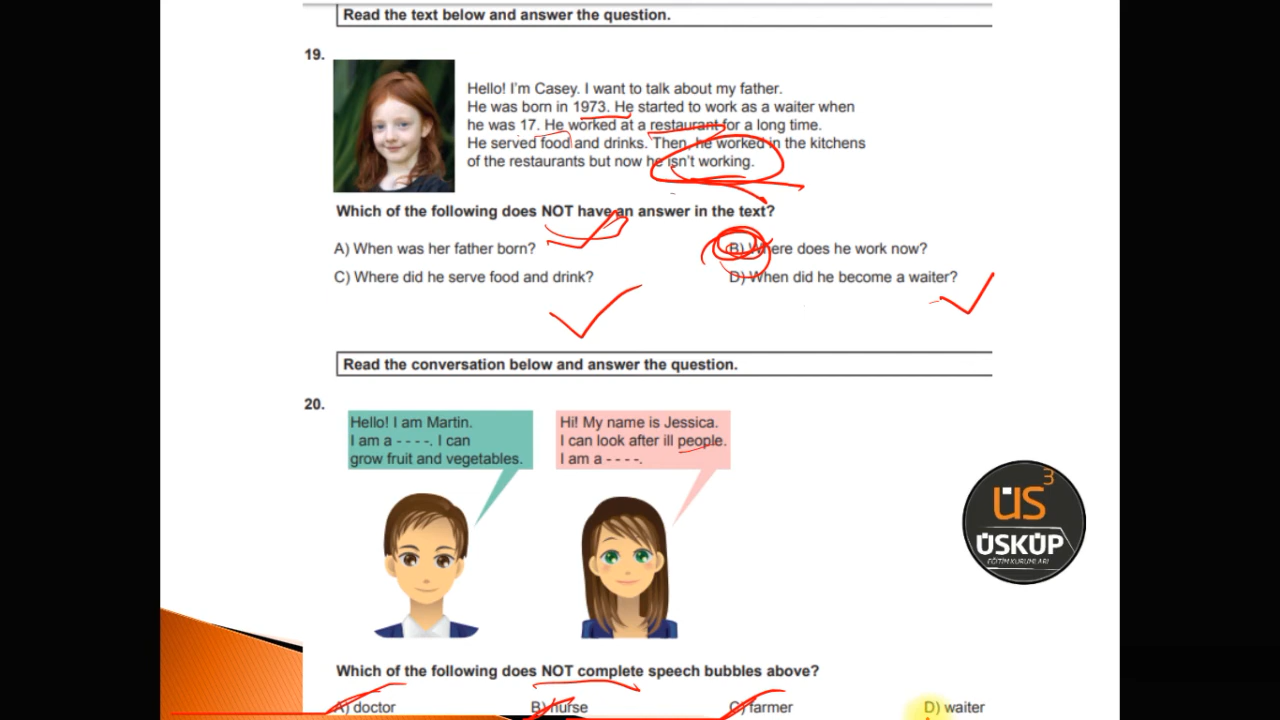 Read the text below and answer the question.
19.
Hello! I'm Casey. I want to talk about my father.
He was born in 1973. He started to work as a waiter when
he was 17. He worked at a restaurant for a long time.
He served food and drinks. Then, he worked in the kitchens
of the restaurants but now he isn't working.
Which of the following does NOT have an answer in the text?
A) When was her father born?
B) Where does he work now?
C) Where did he serve food and drink?
D) When did he become a waiter?
Read the conversation below and answer the question.
20.
Hello! I am Martin.
I am a - - - -. I can
grow fruit and vegetables.
Hi! My name is Jessica.
I can look after ill people.
I am a - - - -.
üs3
ÜSKÜP
EĞİTİM KURUMLARI
Which of the following does NOT complete speech bubbles above?
A) doctor
B) nurse
C) farmer
D) waiter